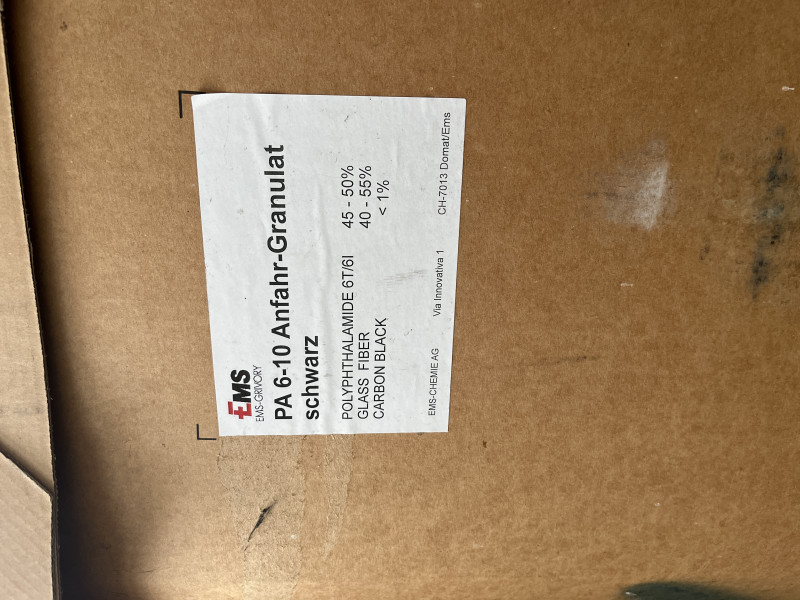 EMS
EMS-GRIVORY
PA 6-10 Anfahr-Granulat
schwarz
POLYPHTHALAMIDE 6T/6I 45 - 50%
GLASS FIBER 40 - 55%
CARBON BLACK < 1%
EMS-CHEMIE AG Via Innovativa 1 CH-7013 Domat/Ems